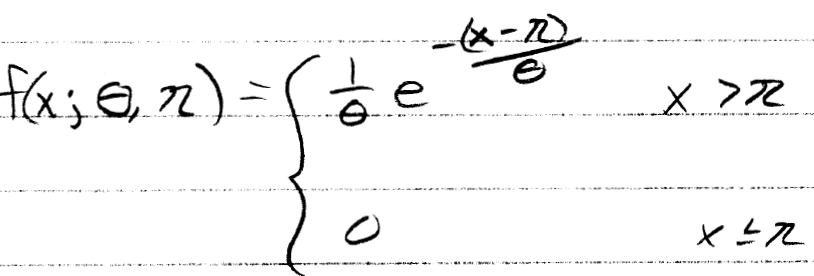 f(x; θ, π) = { 1/θ e^(-(x-π)/θ) x > π
0 x ≤ π